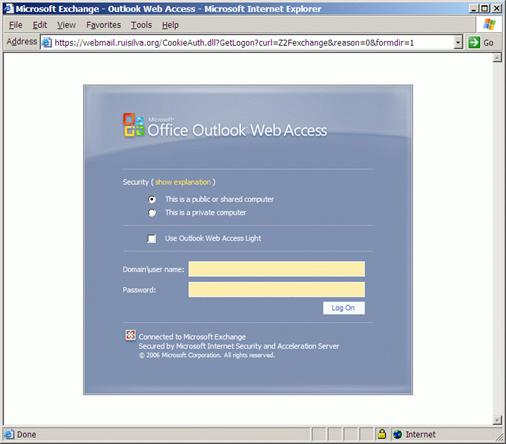 Microsoft Exchange - Outlook Web Access - Microsoft Internet Explorer
File Edit View Favorites Tools Help
Address https://webmail.ruisilva.org/CookieAuth.dll?GetLogon?curl=Z2Fexchange&reason=0&formdir=1 Go
Microsoft®
Office Outlook Web Access
Security ( show explanation )
This is a public or shared computer
This is a private computer
Use Outlook Web Access Light
Domain\user name:
Password:
Log On
Connected to Microsoft Exchange
Secured by Microsoft Internet Security and Acceleration Server
© 2006 Microsoft Corporation. All rights reserved.
Done Internet